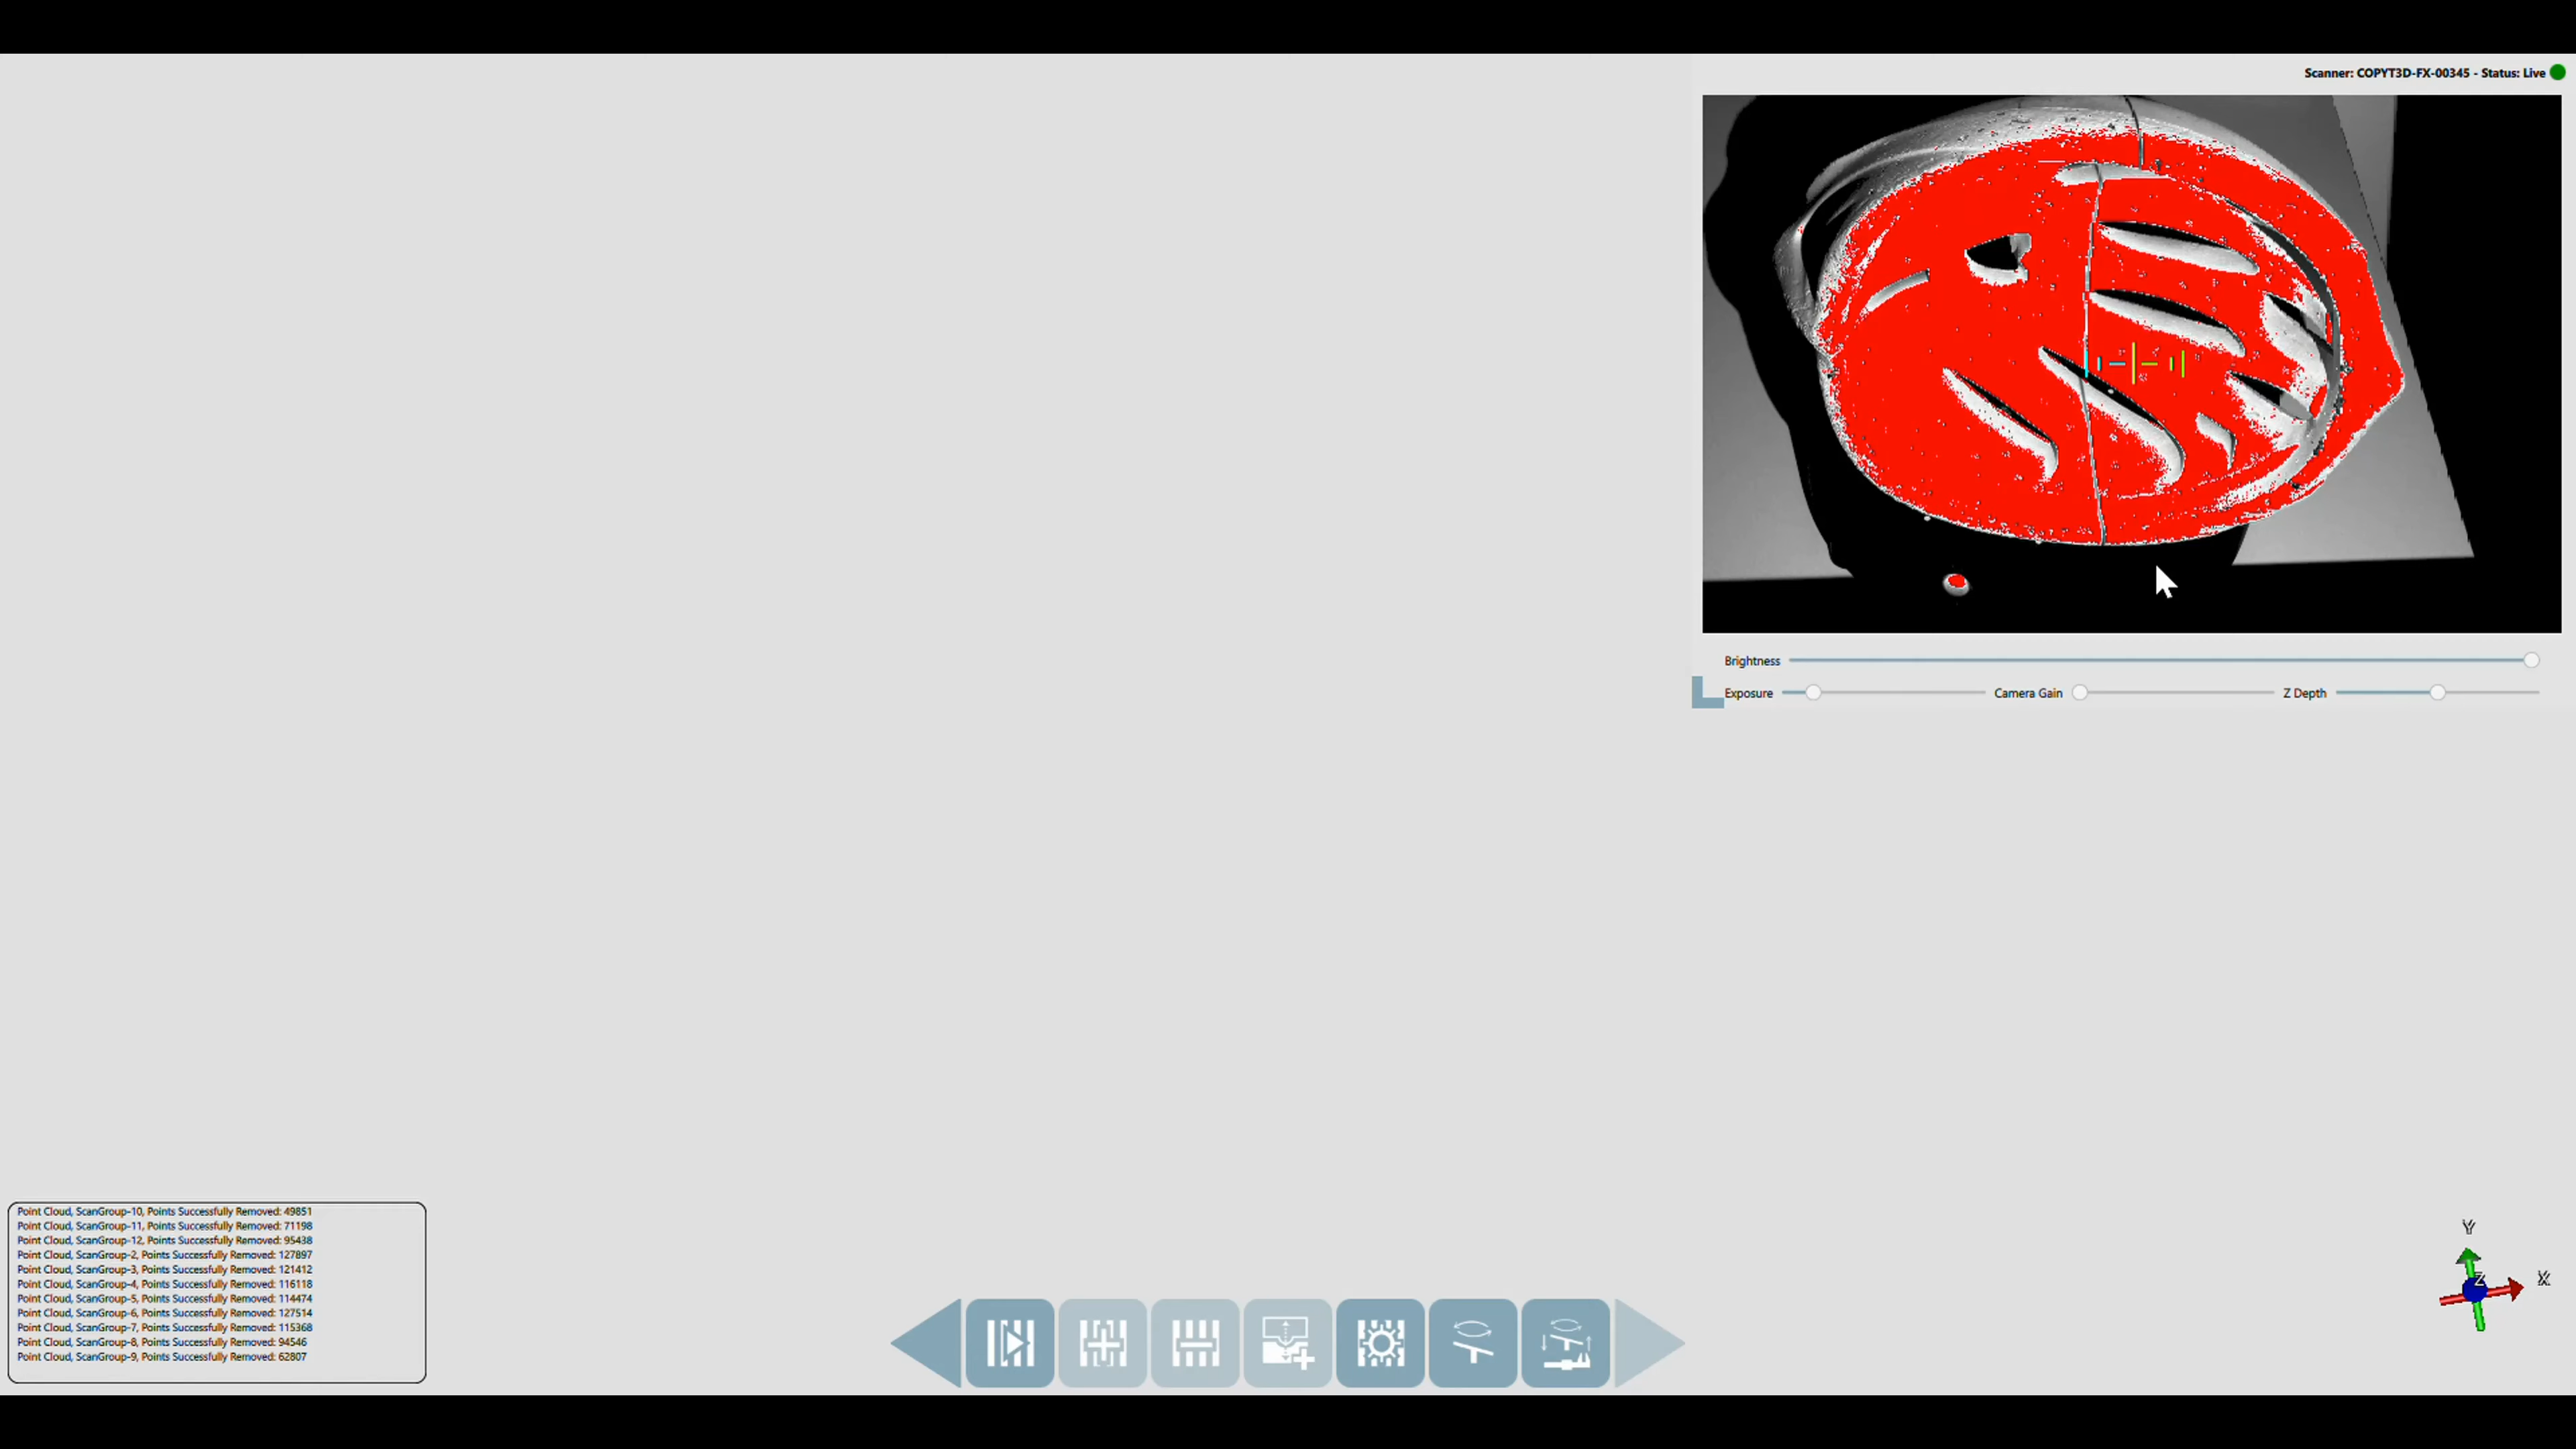 Scanner: COPYT3D-FX-00345 - Status: Live
Brightness
Exposure Camera Gain Z Depth
Point Cloud, ScanGroup-10, Points Successfully Removed: 49851
Point Cloud, ScanGroup-11, Points Successfully Removed: 71198
Point Cloud, ScanGroup-12, Points Successfully Removed: 95438
Point Cloud, ScanGroup-2, Points Successfully Removed: 127897
Point Cloud, ScanGroup-3, Points Successfully Removed: 121412
Point Cloud, ScanGroup-4, Points Successfully Removed: 116118
Point Cloud, ScanGroup-5, Points Successfully Removed: 114474
Point Cloud, ScanGroup-6, Points Successfully Removed: 127514
Point Cloud, ScanGroup-7, Points Successfully Removed: 115368
Point Cloud, ScanGroup-8, Points Successfully Removed: 94546
Point Cloud, ScanGroup-9, Points Successfully Removed: 62807
Y
Z X